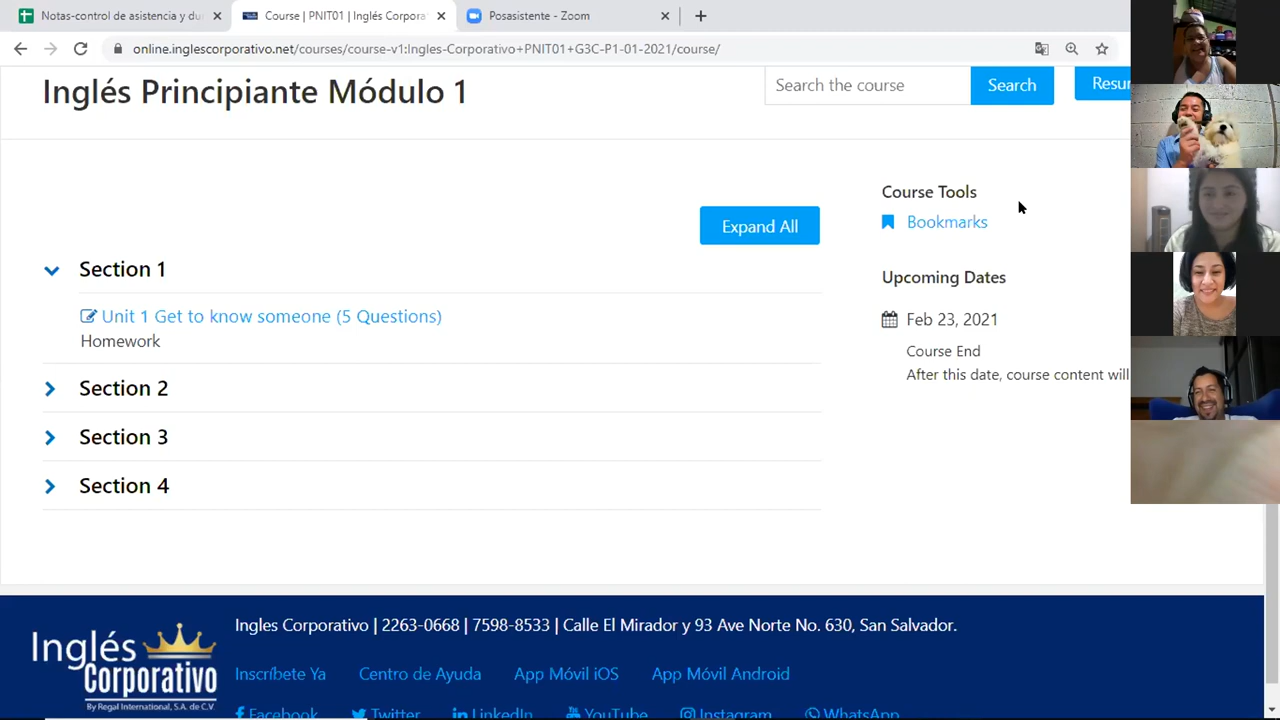 Notas-control de asistencia y du
Course | PNIT01 | Inglés Corpora
Posasistente - Zoom
online.inglescorporativo.net/courses/course-v1:Ingles-Corporativo+PNIT01+G3C-P1-01-2021/course/
Inglés Principiante Módulo 1
Search the course
Search
Resu
Course Tools
Bookmarks
Expand All
Upcoming Dates
Feb 23, 2021
Course End
After this date, course content will
Section 1
Unit 1 Get to know someone (5 Questions)
Homework
Section 2
Section 3
Section 4
Inglés
Corporativo
By Regal International, S.A. de C.V.
Ingles Corporativo | 2263-0668 | 7598-8533 | Calle El Mirador y 93 Ave Norte No. 630, San Salvador.
Inscríbete Ya
Centro de Ayuda
App Móvil iOS
App Móvil Android
Facebook
Twitter
LinkedIn
YouTube
Instagram
WhatsApp